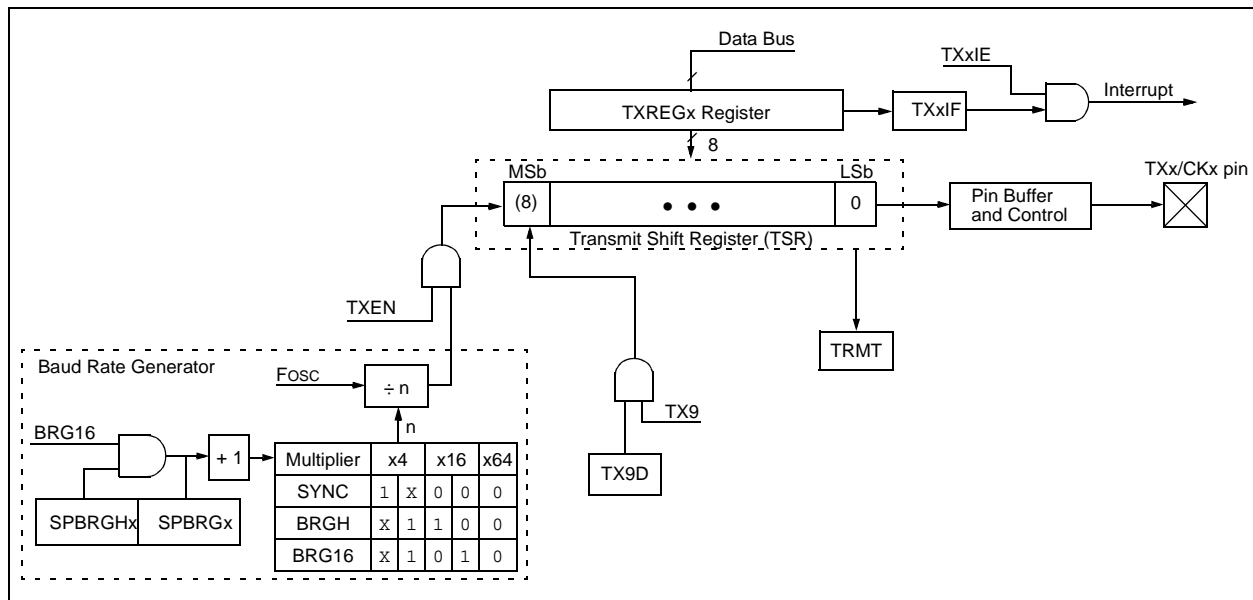 Data Bus
TXxIE
Interrupt
TXREGx Register
TXxIF
8
MSb
LSb
TXx/CKx pin
(8)
• • •
0
Pin Buffer
and Control
Transmit Shift Register (TSR)
TXEN
TRMT
Baud Rate Generator
FOSC
÷ n
TX9
BRG16
n
+ 1
Multiplier x4 x16 x64
TX9D
SYNC 1 X 0 0 0
SPBRGHx SPBRGx
BRGH X 1 1 0 0
BRG16 X 1 0 1 0